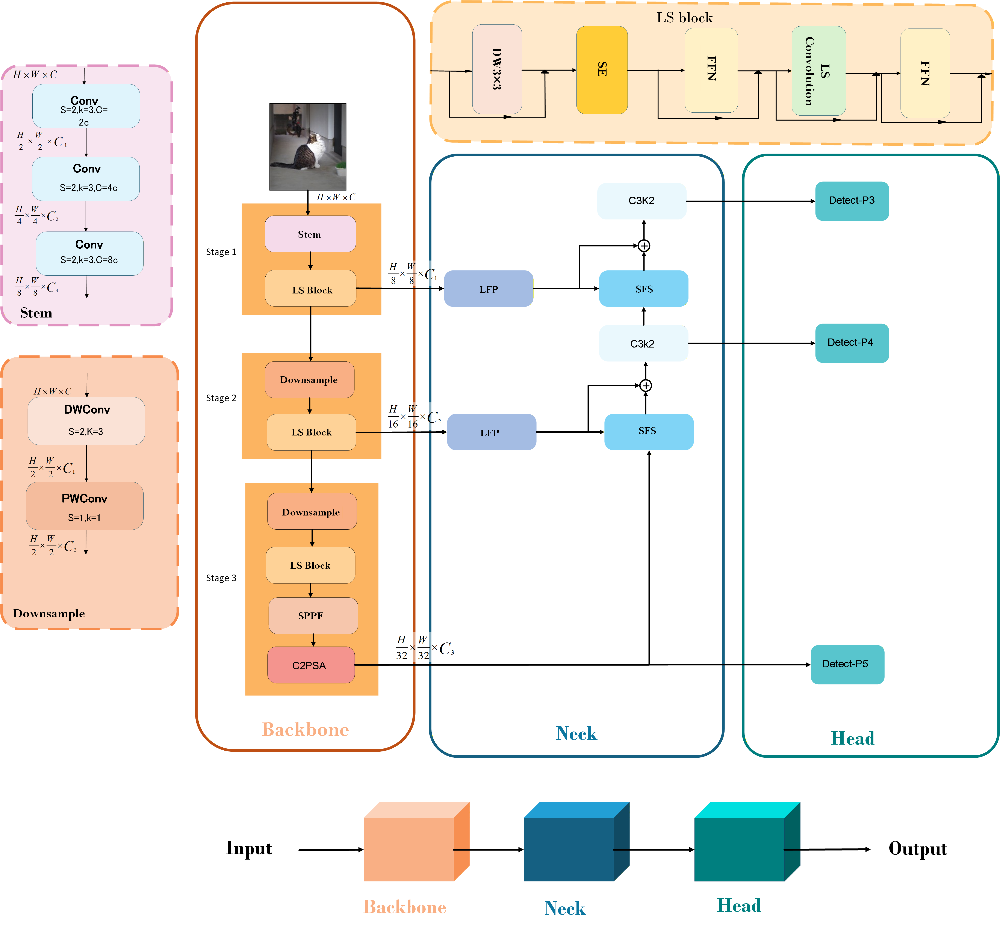 LS block
DW3×3
SE
FFN
LS
Convolution
FFN
H×W×C
Conv
S=2,k=3,C=
2c
H/2 × W/2 × C₁
Conv
S=2,k=3,C=4c
H/4 × W/4 × C₂
Conv
S=2,k=3,C=8c
H/8 × W/8 × C₃
Stem
H×W×C
DWConv
S=2,K=3
H/2 × W/2 × C₁
PWConv
S=1,k=1
H/2 × W/2 × C₂
Downsample
H×W×C
Stage 1
Stem
LS Block
H/8 × W/8 × C₁
Stage 2
Downsample
LS Block
H/16 × W/16 × C₂
Stage 3
Downsample
LS Block
SPPF
C2PSA
H/32 × W/32 × C₃
Backbone
C3K2
LFP
SFS
C3k2
LFP
SFS
Neck
Detect-P3
Detect-P4
Detect-P5
Head
Input
Output
Backbone
Neck
Head